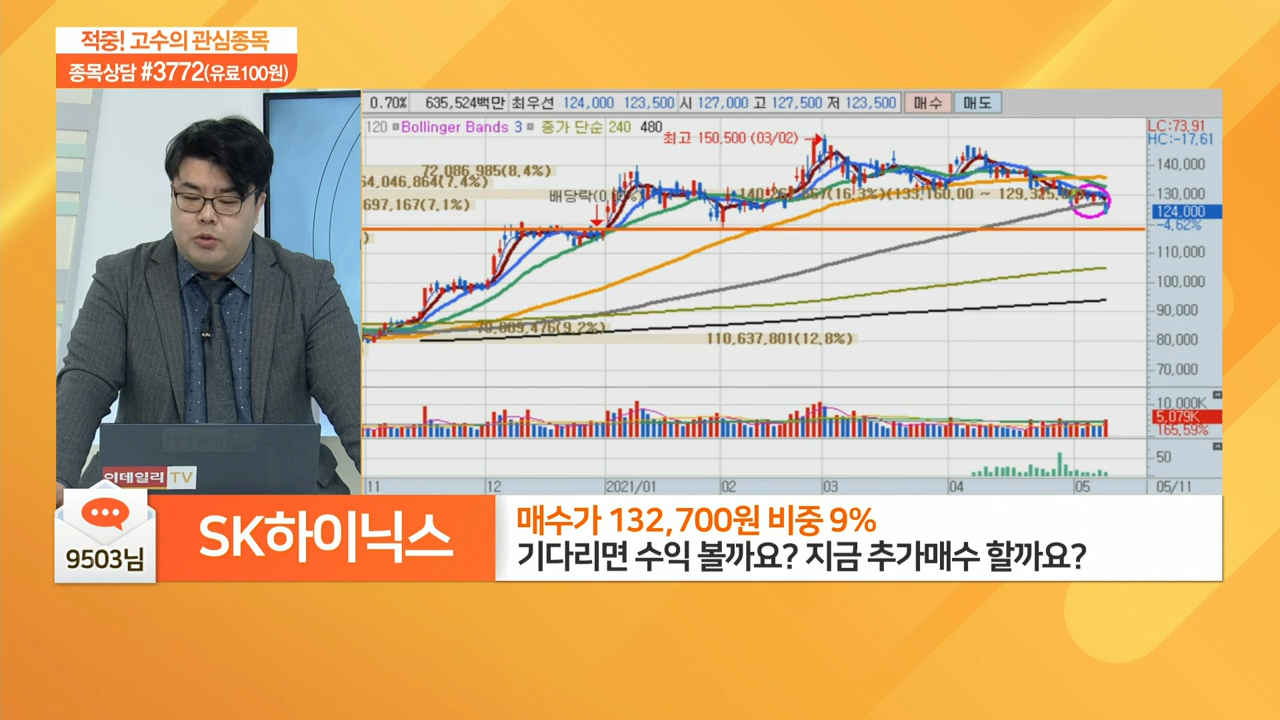 적중! 고수의 관심종목
종목상담 #3772(유료100원)
0.70% 635,524백만 최우선 124,000 123,500 시 127,000 고 127,500 저 123,500 매수 매도
120 Bollinger Bands 3 종가 단순 240 480
최고 150,500 (03/02)
LC:73.91
HC:-17.61
72,086,985(8.4%)
64,046,864(7.4%)
697,167(7.1%)
140,000
130,000
124,000
-4.62%
110,000
100,000
90,000
80,000
70,000
110,637,801(12.8%)
10,000K
5,079K
165.59%
50
11 12 2021/01 02 03 04 05 05/11
이데일리 TV
9503님
SK하이닉스
매수가 132,700원 비중 9%
기다리면 수익 볼까요? 지금 추가매수 할까요?